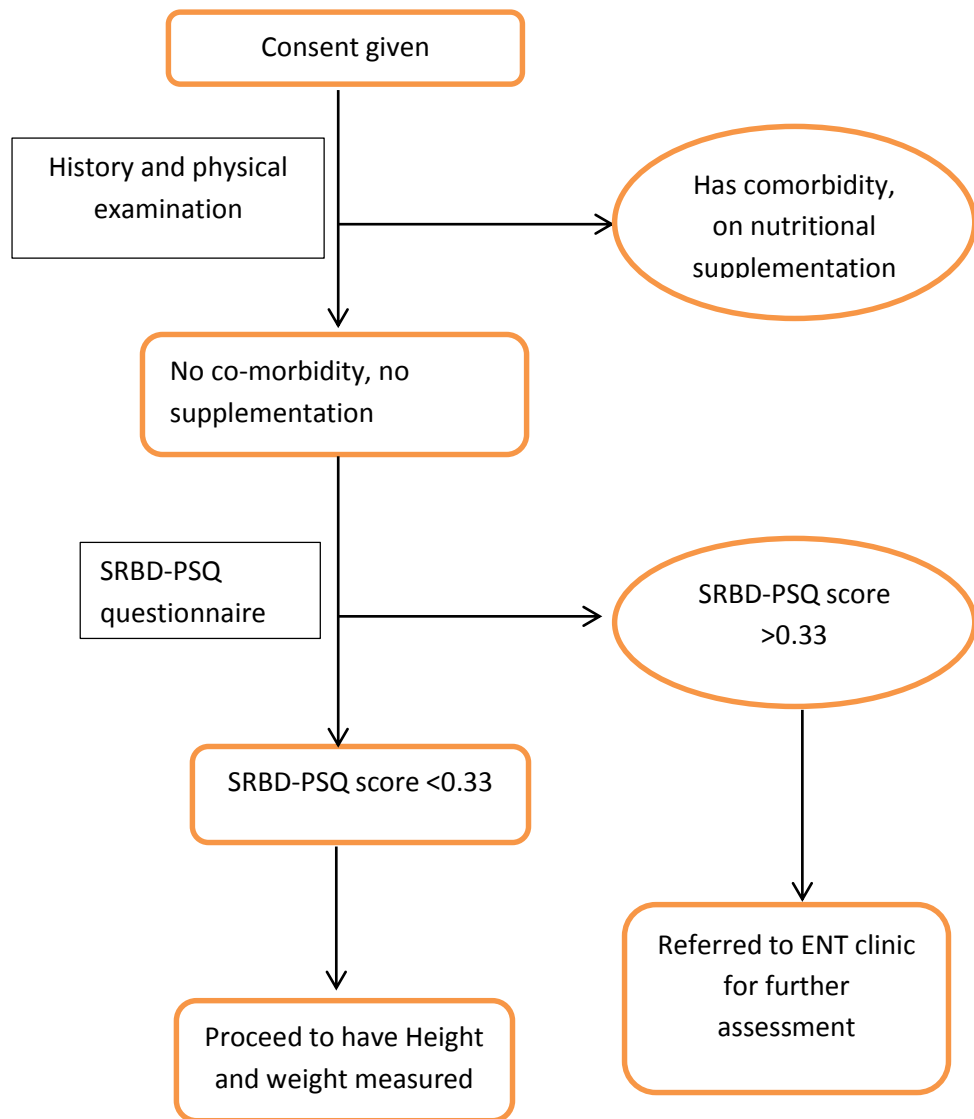 Consent given
History and physical
examination
Has comorbidity,
on nutritional
supplementation
No co-morbidity, no
supplementation
SRBD-PSQ
questionnaire
SRBD-PSQ score
>0.33
SRBD-PSQ score <0.33
Referred to ENT clinic
for further
assessment
Proceed to have Height
and weight measured